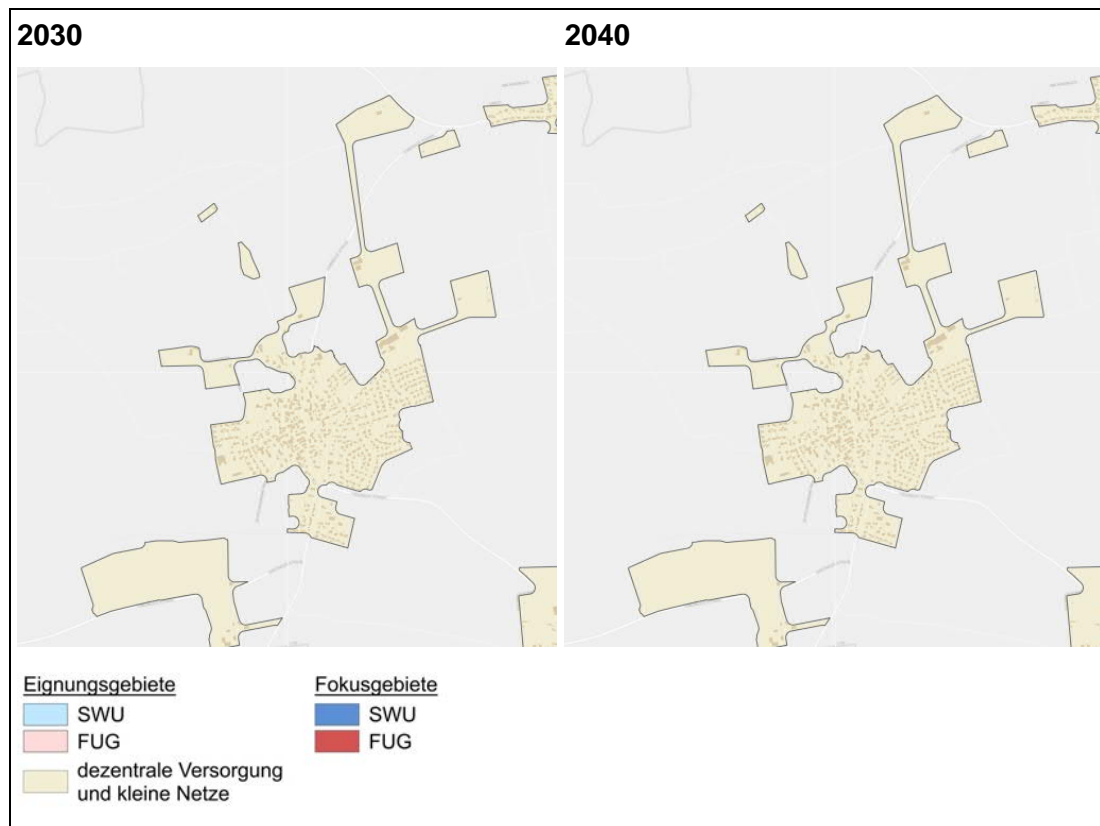 2030
2040
Eignungsgebiete
SWU
FUG
dezentrale Versorgung
und kleine Netze
Fokusgebiete
SWU
FUG